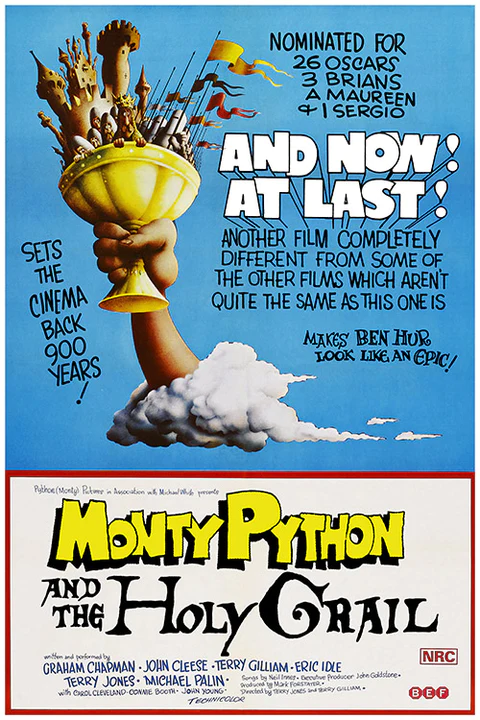 NOMINATED FOR
26 OSCARS
3 BRIANS
A MAUREEN
& 1 SERGIO
AND NOW!
AT LAST!
ANOTHER FILM COMPLETELY
DIFFERENT FROM SOME OF
THE OTHER FILMS WHICH AREN'T
QUITE THE SAME AS THIS ONE IS
SETS
THE
CINEMA
BACK
900
YEARS
!
MAKES BEN HUR
LOOK LIKE AN EPIC!
Python (Monty) Pictures in Association with Michael White presents
MONTY PYTHON
AND THE HOLY GRAIL
written and performed by
GRAHAM CHAPMAN • JOHN CLEESE • TERRY GILLIAM • ERIC IDLE
TERRY JONES • MICHAEL PALIN •
with CAROL CLEVELAND • CONNIE BOOTH • JOHN YOUNG •
Songs by Neil Innes • Executive Producer John Goldstone •
Produced by MARK FORSTATER •
Directed by TERRY JONES and TERRY GILLIAM •
TECHNICOLOR
NRC
BEF